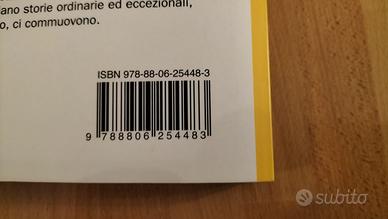 ano storie ordinarie ed eccezionali,
o, ci commuovono.
ISBN 978-88-06-25448-3
9 788806 254483
subito